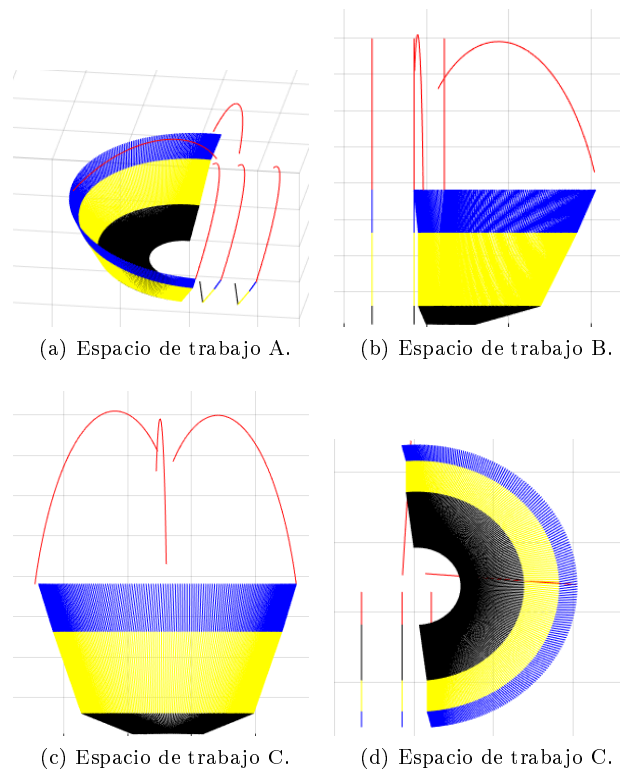 (a) Espacio de trabajo A.
(b) Espacio de trabajo B.
(c) Espacio de trabajo C.
(d) Espacio de trabajo C.